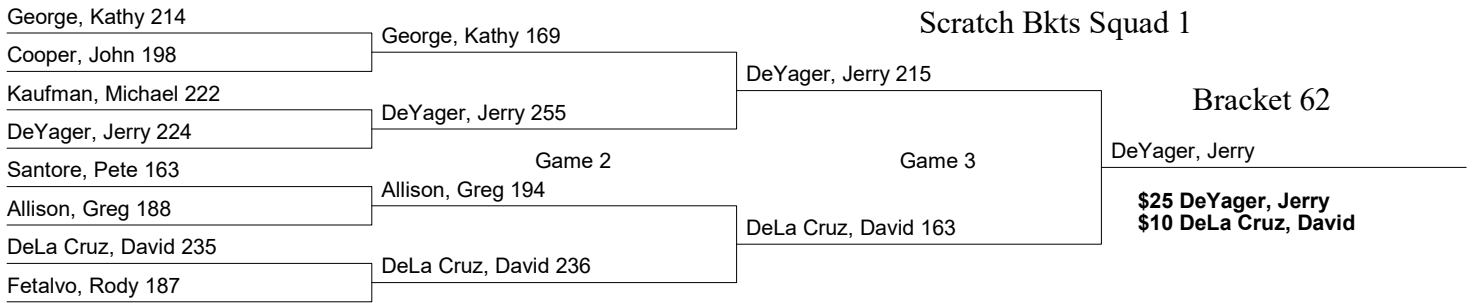 George, Kathy 214
Cooper, John 198
Kaufman, Michael 222
DeYager, Jerry 224
Santore, Pete 163
Allison, Greg 188
DeLa Cruz, David 235
Fetalvo, Rody 187
George, Kathy 169
DeYager, Jerry 255
Game 2
Allison, Greg 194
DeLa Cruz, David 236
DeYager, Jerry 215
Game 3
DeLa Cruz, David 163
Scratch Bkts Squad 1
Bracket 62
DeYager, Jerry
$25 DeYager, Jerry
$10 DeLa Cruz, David